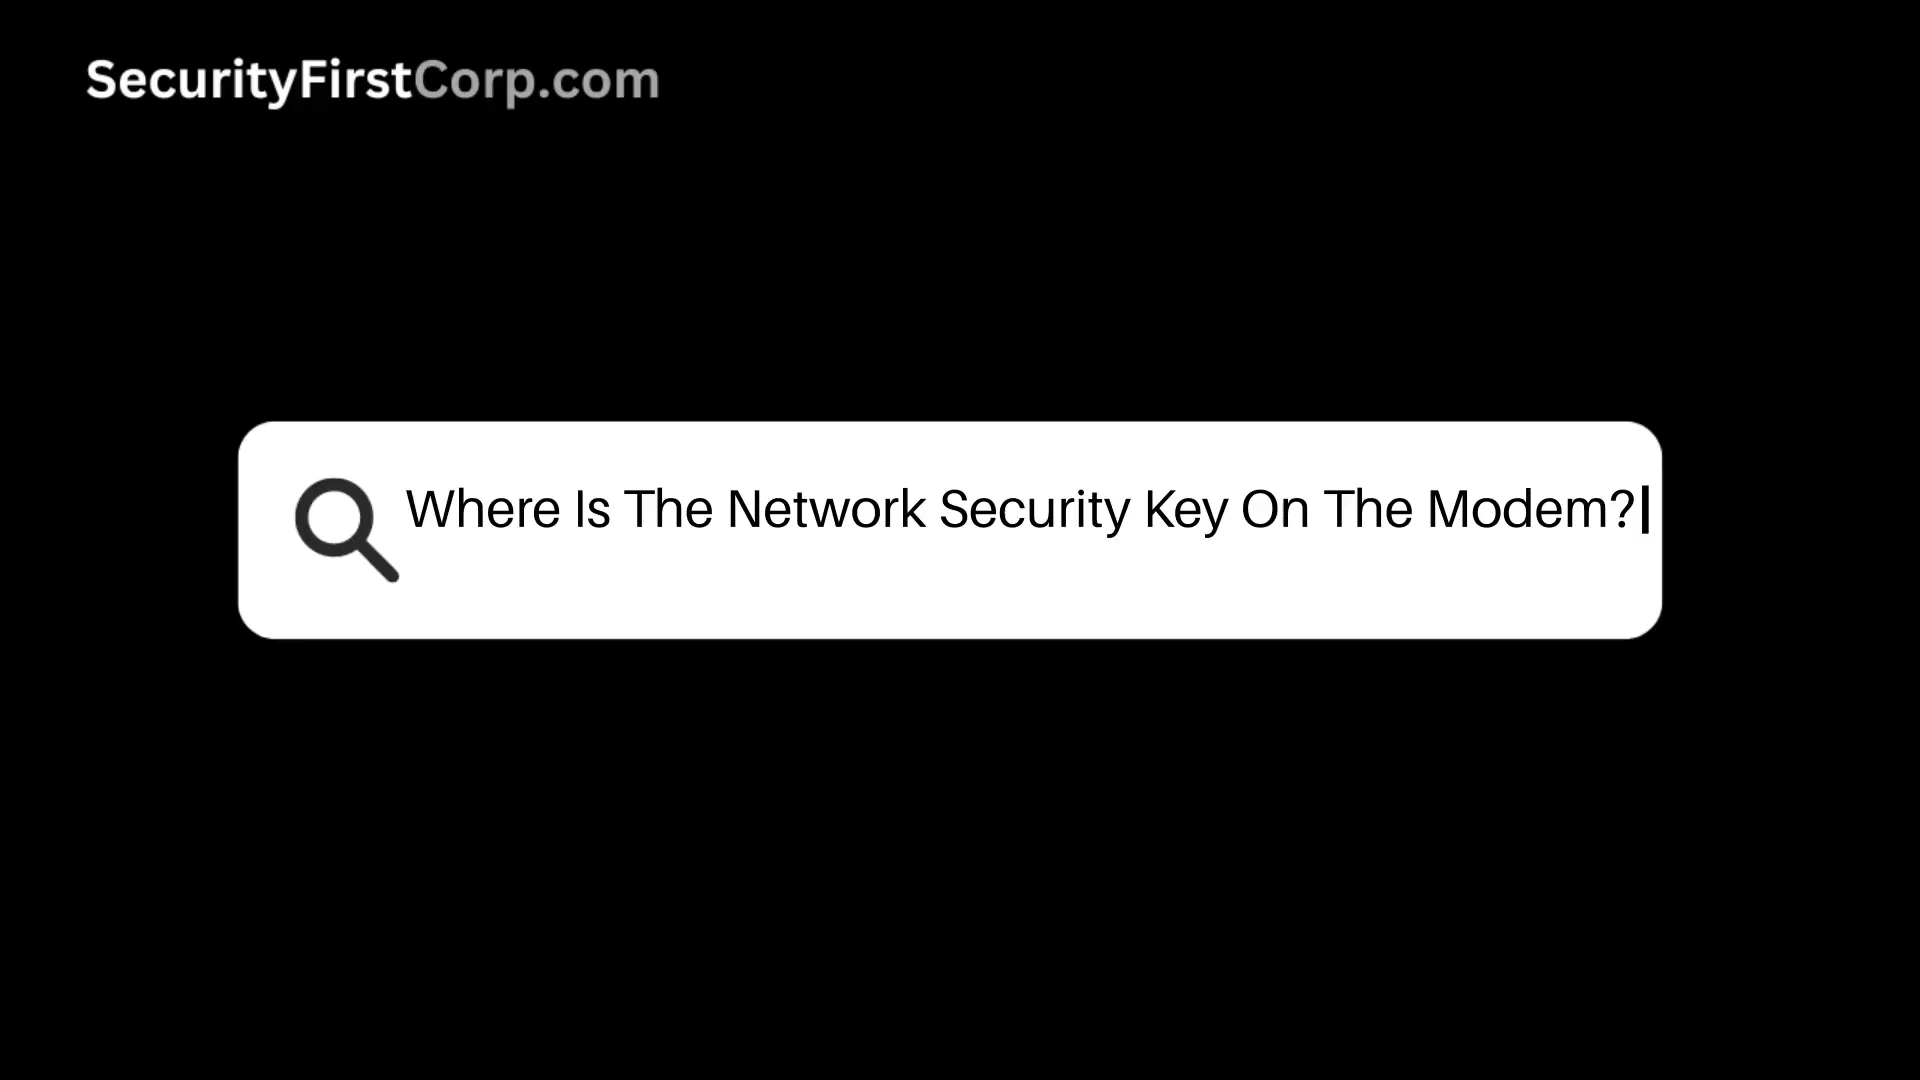 SecurityFirstCorp.com
Where Is The Network Security Key On The Modem?